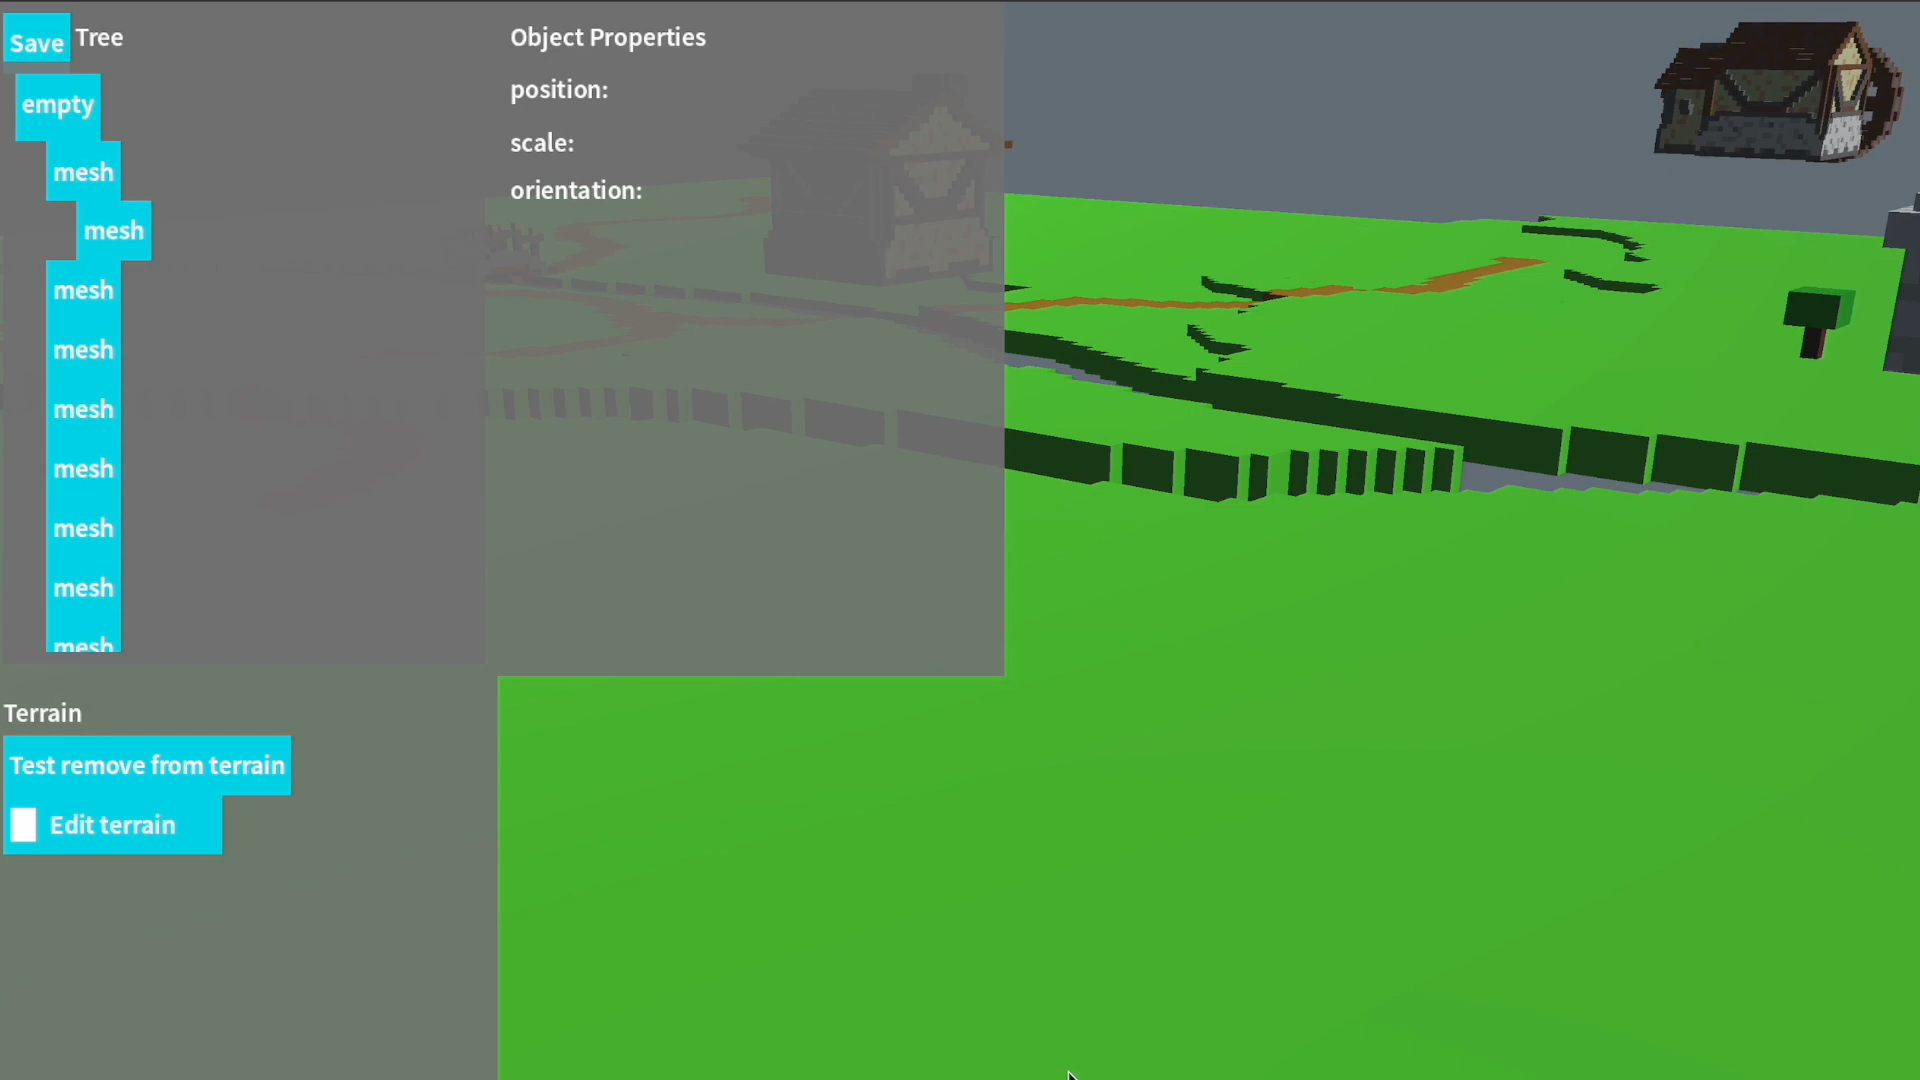 Save Tree
empty
mesh
mesh
mesh
mesh
mesh
mesh
mesh
mesh
mesh
Object Properties
position:
scale:
orientation:
Terrain
Test remove from terrain
Edit terrain